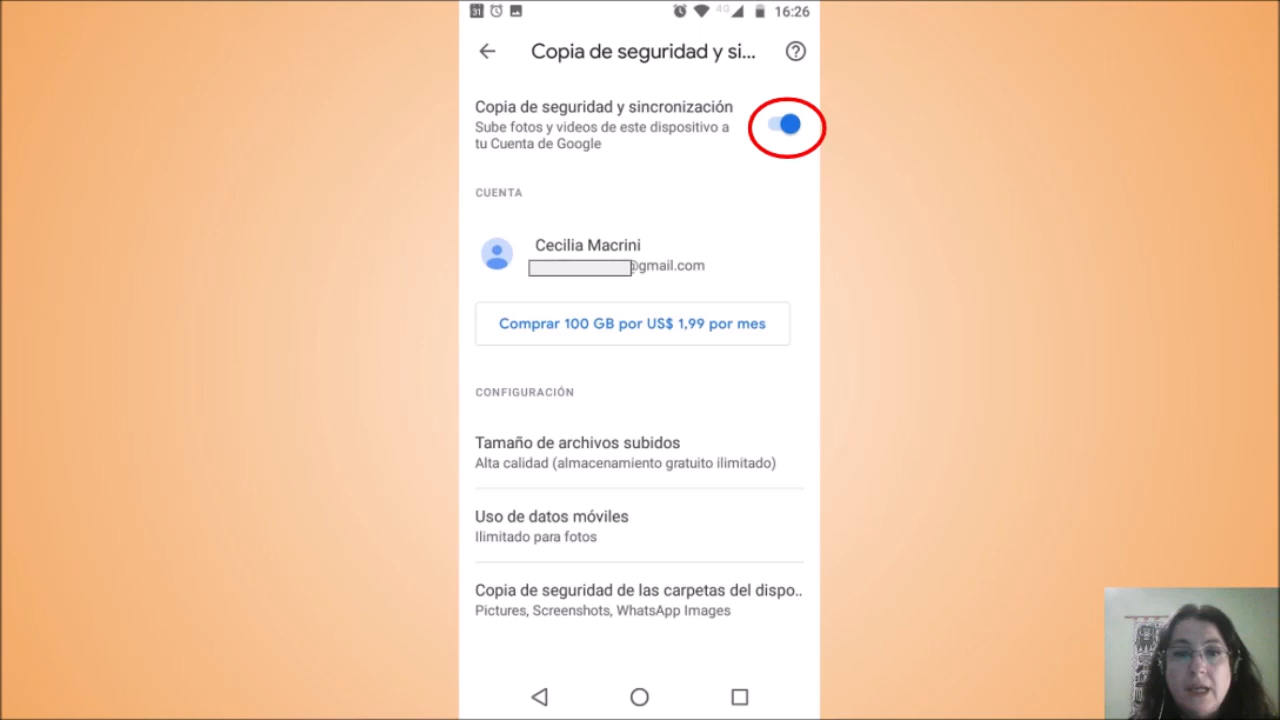 31
4G
16:26
Copia de seguridad y si...
Copia de seguridad y sincronización
Sube fotos y videos de este dispositivo a
tu Cuenta de Google
CUENTA
Cecilia Macrini
@gmail.com
Comprar 100 GB por US$ 1,99 por mes
CONFIGURACIÓN
Tamaño de archivos subidos
Alta calidad (almacenamiento gratuito ilimitado)
Uso de datos móviles
Ilimitado para fotos
Copia de seguridad de las carpetas del dispo..
Pictures, Screenshots, WhatsApp Images